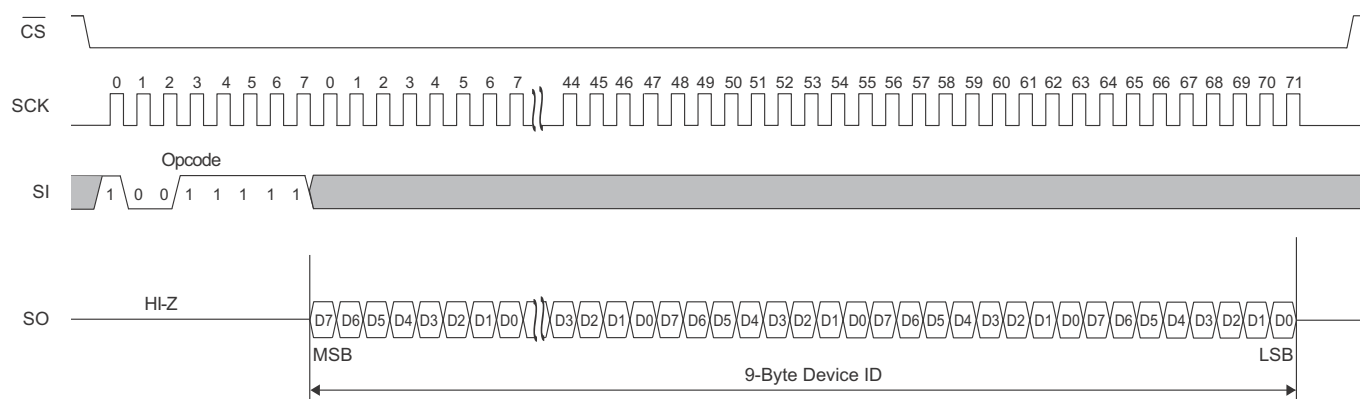 CS
0 1 2 3 4 5 6 7 0 1 2 3 4 5 6 7 44 45 46 47 48 49 50 51 52 53 54 55 56 57 58 59 60 61 62 63 64 65 66 67 68 69 70 71
SCK
Opcode
SI 1 0 0 1 1 1 1 1
HI-Z
SO D7 D6 D5 D4 D3 D2 D1 D0 D3 D2 D1 D0 D7 D6 D5 D4 D3 D2 D1 D0 D7 D6 D5 D4 D3 D2 D1 D0 D7 D6 D5 D4 D3 D2 D1 D0
MSB LSB
9-Byte Device ID